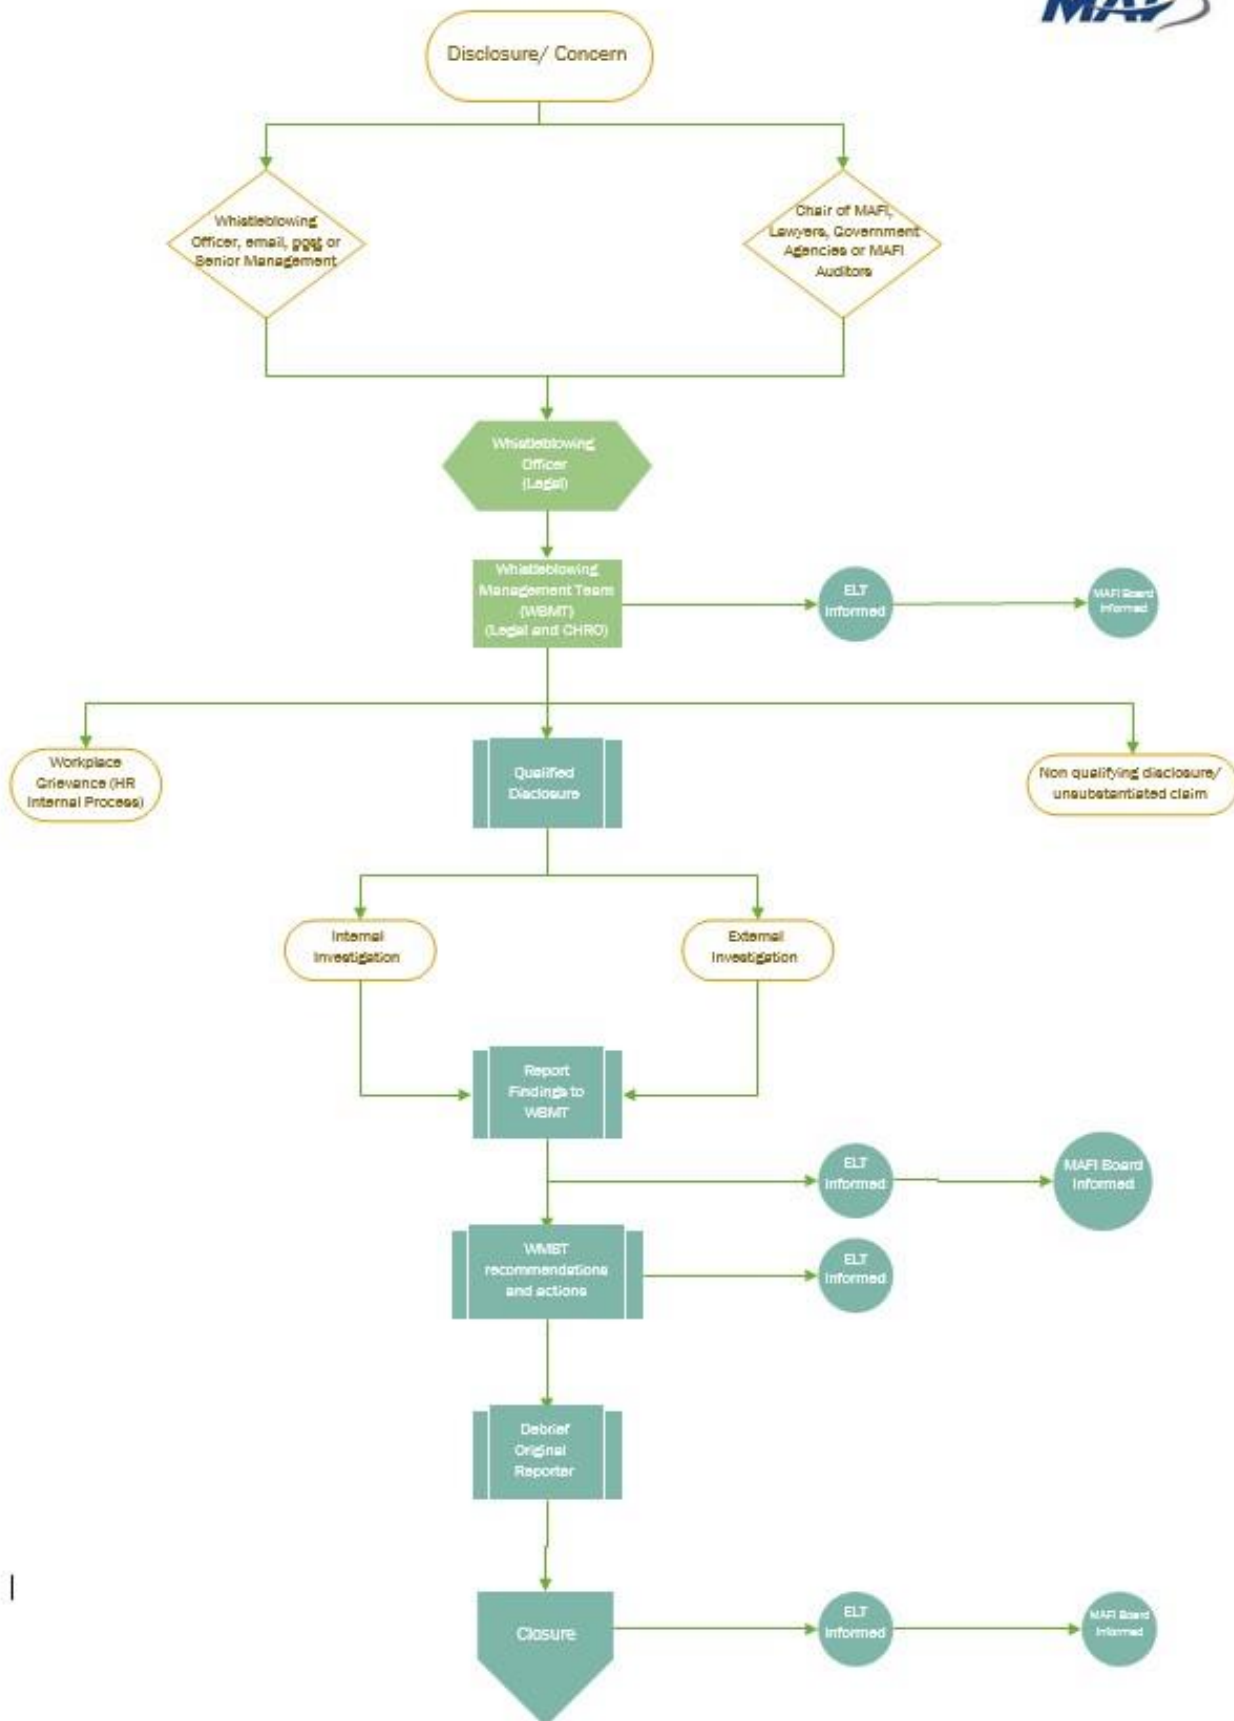 MAF
Disclosure/ Concern
Whistleblowing
Officer, email, post or
Senior Management
Chair of MAFI,
Lawyers, Government
Agencies or MAFI
Auditors
Whistleblowing
Officer
(Legal)
Whistleblowing
Management Team
(WBMT)
(Legal and CHRO)
ELT
Informed
MAFI Board
Informed
Workplace
Grievance (HR
Internal Process)
Qualified
Disclosure
Non qualifying disclosure/
unsubstantiated claim
Internal
Investigation
External
Investigation
Report
Findings to
WBMT
ELT
Informed
MAFI Board
Informed
WMBT
recommendations
and actions
ELT
Informed
Debrief
Original
Reporter
Closure
ELT
Informed
MAFI Board
Informed